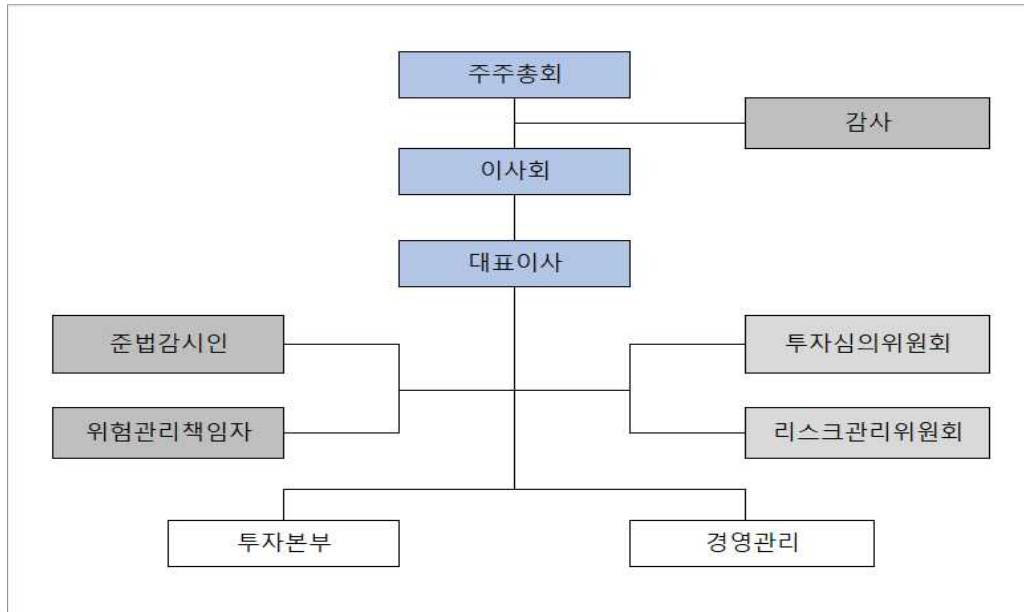 주주총회
감사
이사회
대표이사
준법감시인
투자심의위원회
위험관리책임자
리스크관리위원회
투자본부
경영관리